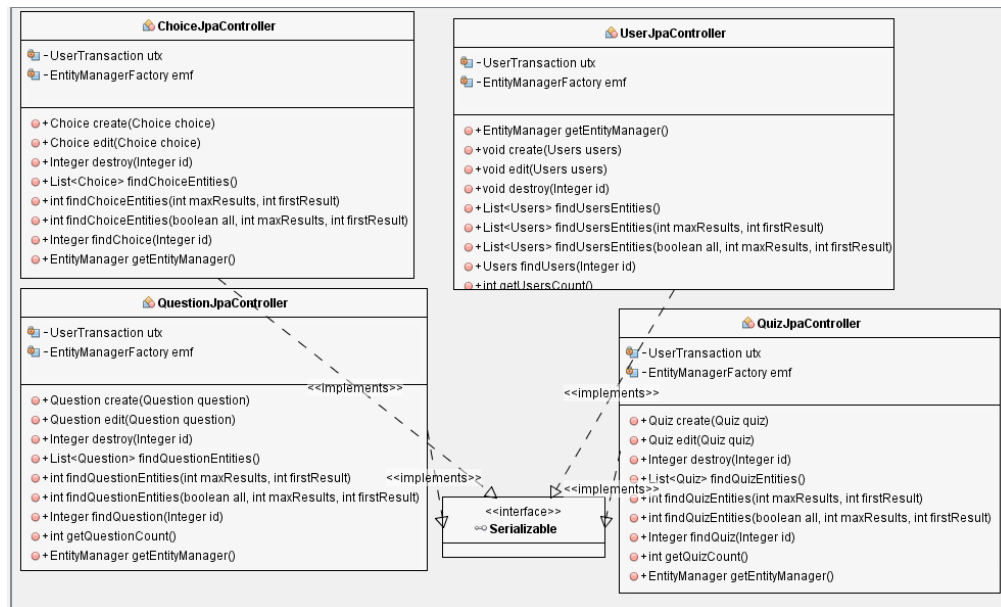 ChoiceJpaController
- UserTransaction utx
- EntityManagerFactory emf
+ Choice create(Choice choice)
+ Choice edit(Choice choice)
+ Integer destroy(Integer id)
+ List<Choice> findChoiceEntities()
+ int findChoiceEntities(int maxResults, int firstResult)
+ int findChoiceEntities(boolean all, int maxResults, int firstResult)
+ Integer findChoice(Integer id)
+ EntityManager getEntityManager()
UserJpaController
- UserTransaction utx
- EntityManagerFactory emf
+ EntityManager getEntityManager()
+ void create(Users users)
+ void edit(Users users)
+ void destroy(Integer id)
+ List<Users> findUsersEntities()
+ List<Users> findUsersEntities(int maxResults, int firstResult)
+ List<Users> findUsersEntities(boolean all, int maxResults, int firstResult)
+ Users findUsers(Integer id)
+ int getUsersCount()
QuestionJpaController
- UserTransaction utx
- EntityManagerFactory emf
+ Question create(Question question)
+ Question edit(Question question)
+ Integer destroy(Integer id)
+ List<Question> findQuestionEntities()
+ int findQuestionEntities(int maxResults, int firstResult)
+ int findQuestionEntities(boolean all, int maxResults, int firstResult)
+ Integer findQuestion(Integer id)
+ int getQuestionCount()
+ EntityManager getEntityManager()
<<implements>>
<<implements>>
<<implements>>
<<implements>>
<<interface>>
Serializable
QuizJpaController
- UserTransaction utx
- EntityManagerFactory emf
+ Quiz create(Quiz quiz)
+ Quiz edit(Quiz quiz)
+ Integer destroy(Integer id)
+ List<Quiz> findQuizEntities()
+ int findQuizEntities(int maxResults, int firstResult)
+ int findQuizEntities(boolean all, int maxResults, int firstResult)
+ Integer findQuiz(Integer id)
+ int getQuizCount()
+ EntityManager getEntityManager()